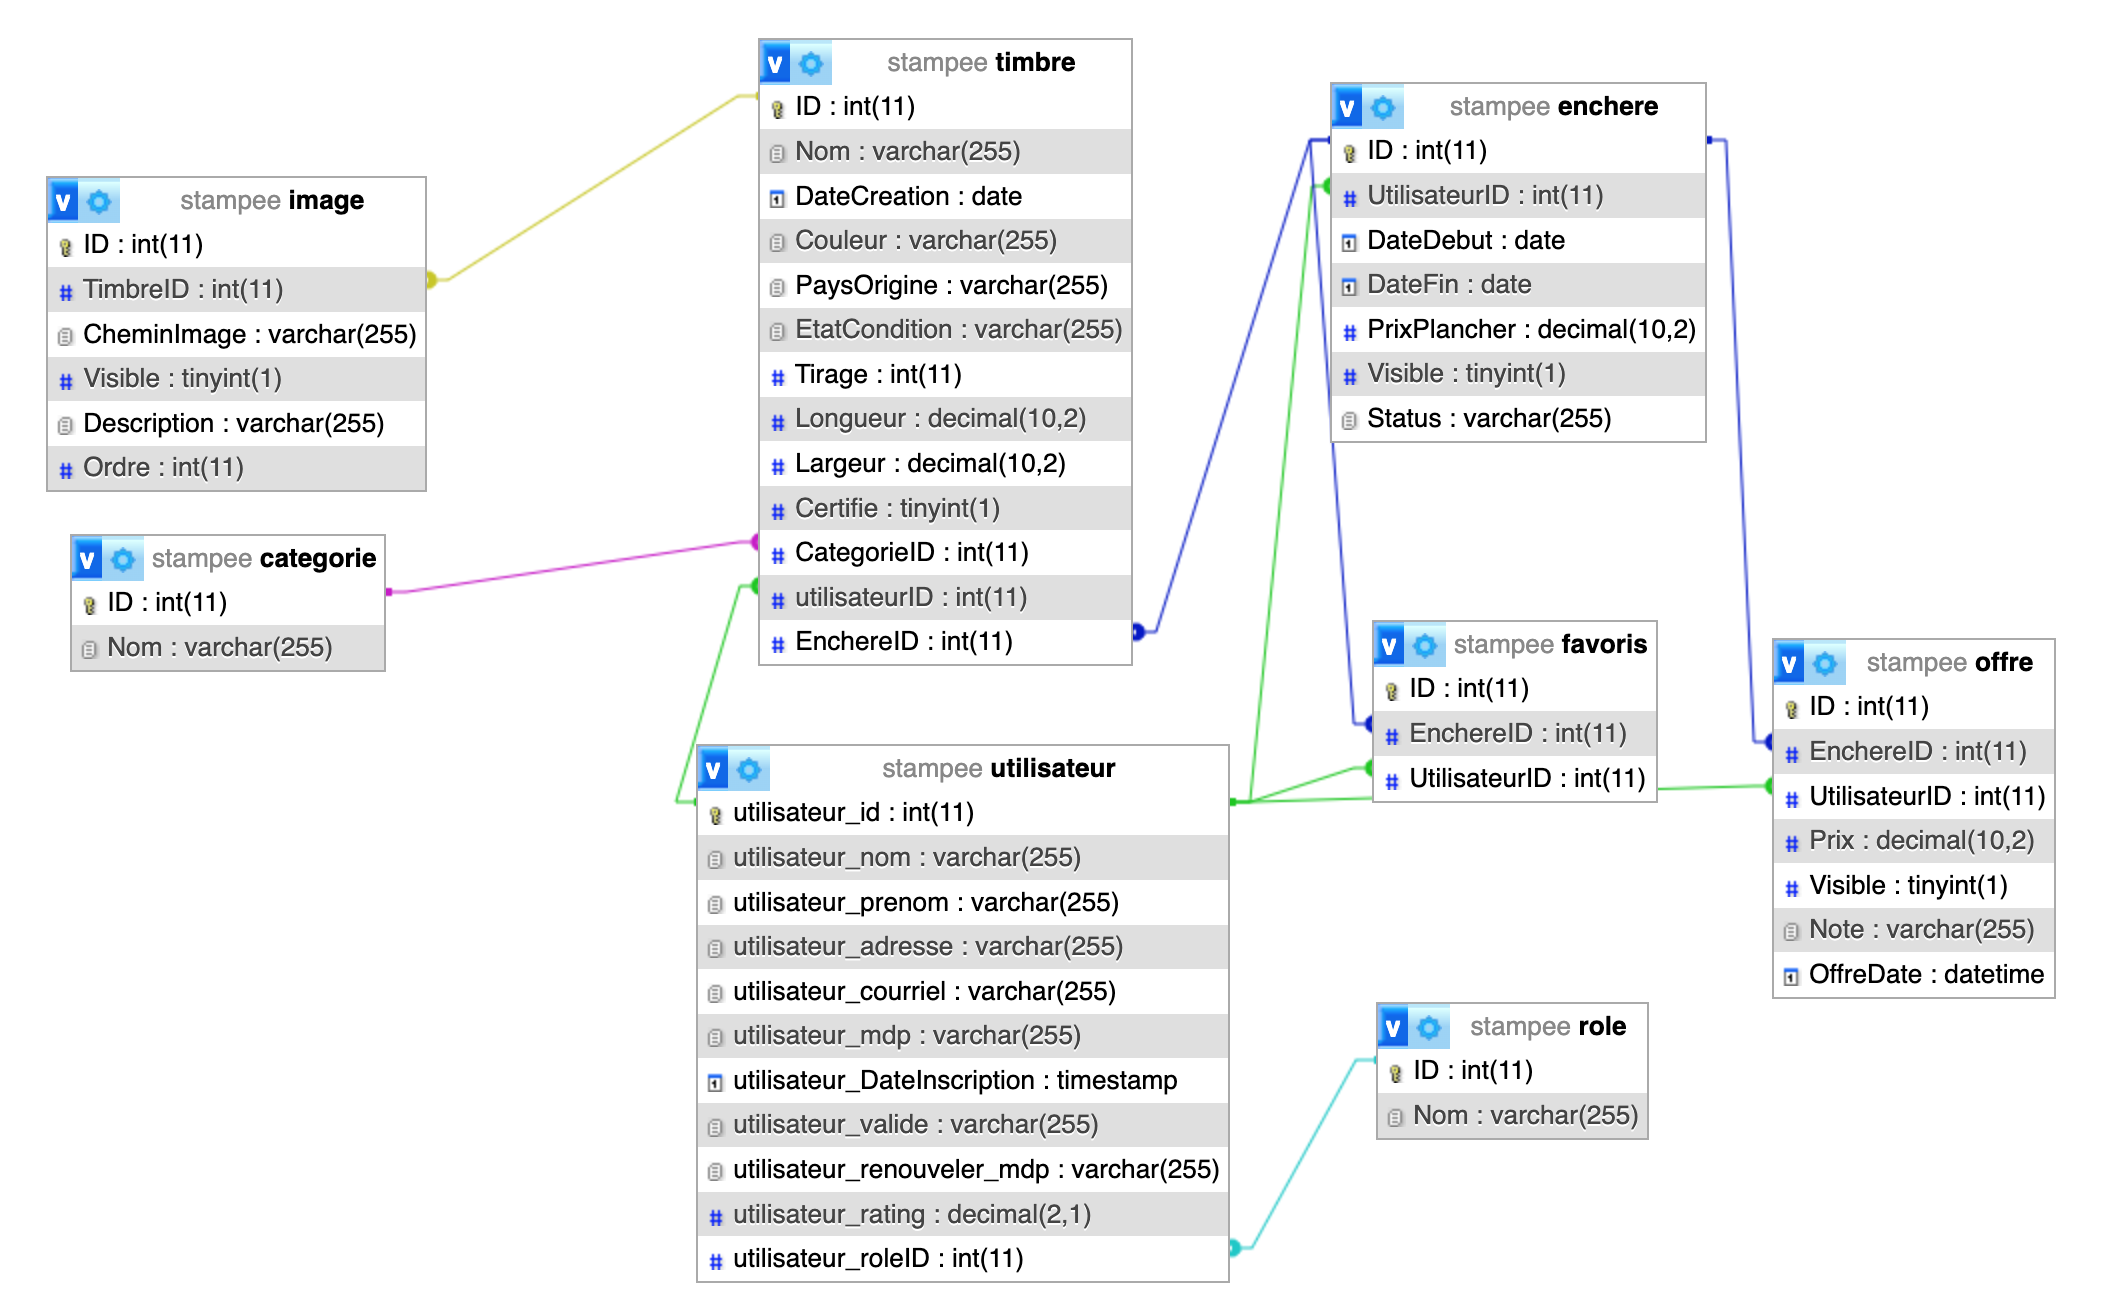 stampee timbre
ID : int(11)
Nom : varchar(255)
DateCreation : date
Couleur : varchar(255)
PaysOrigine : varchar(255)
EtatCondition : varchar(255)
Tirage : int(11)
Longueur : decimal(10,2)
Largeur : decimal(10,2)
Certifie : tinyint(1)
CategorieID : int(11)
utilisateurID : int(11)
EnchereID : int(11)
stampee enchere
ID : int(11)
UtilisateurID : int(11)
DateDebut : date
DateFin : date
PrixPlancher : decimal(10,2)
Visible : tinyint(1)
Status : varchar(255)
stampee image
ID : int(11)
TimbreID : int(11)
CheminImage : varchar(255)
Visible : tinyint(1)
Description : varchar(255)
Ordre : int(11)
stampee categorie
ID : int(11)
Nom : varchar(255)
stampee favoris
ID : int(11)
EnchereID : int(11)
UtilisateurID : int(11)
stampee offre
ID : int(11)
EnchereID : int(11)
UtilisateurID : int(11)
Prix : decimal(10,2)
Visible : tinyint(1)
Note : varchar(255)
OffreDate : datetime
stampee utilisateur
utilisateur_id : int(11)
utilisateur_nom : varchar(255)
utilisateur_prenom : varchar(255)
utilisateur_adresse : varchar(255)
utilisateur_courriel : varchar(255)
utilisateur_mdp : varchar(255)
utilisateur_DateInscription : timestamp
utilisateur_valide : varchar(255)
utilisateur_renouveler_mdp : varchar(255)
utilisateur_rating : decimal(2,1)
utilisateur_roleID : int(11)
stampee role
ID : int(11)
Nom : varchar(255)